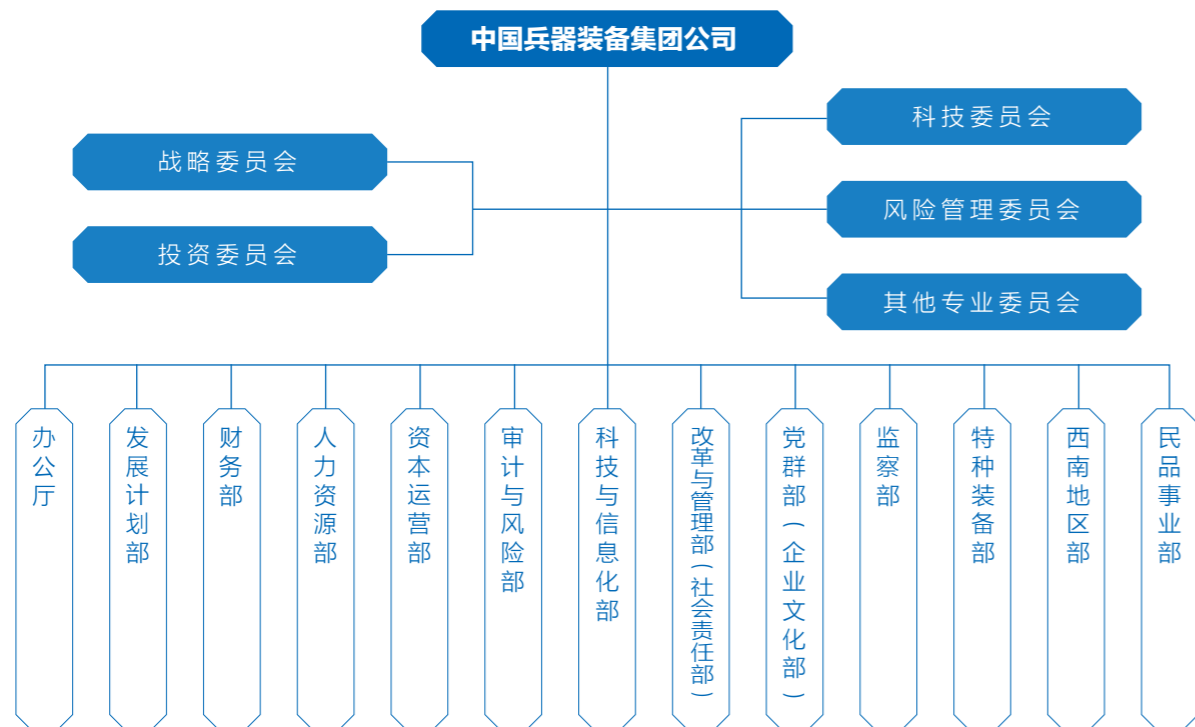 中国兵器装备集团公司
科技委员会
战略委员会
风险管理委员会
投资委员会
其他专业委员会
办公厅
发展计划部
财务部
人力资源部
资本运营部
审计与风险部
科技与信息化部
改革与管理部(社会责任部)
党群部(企业文化部)
监察部
特种装备部
西南地区部
民品事业部